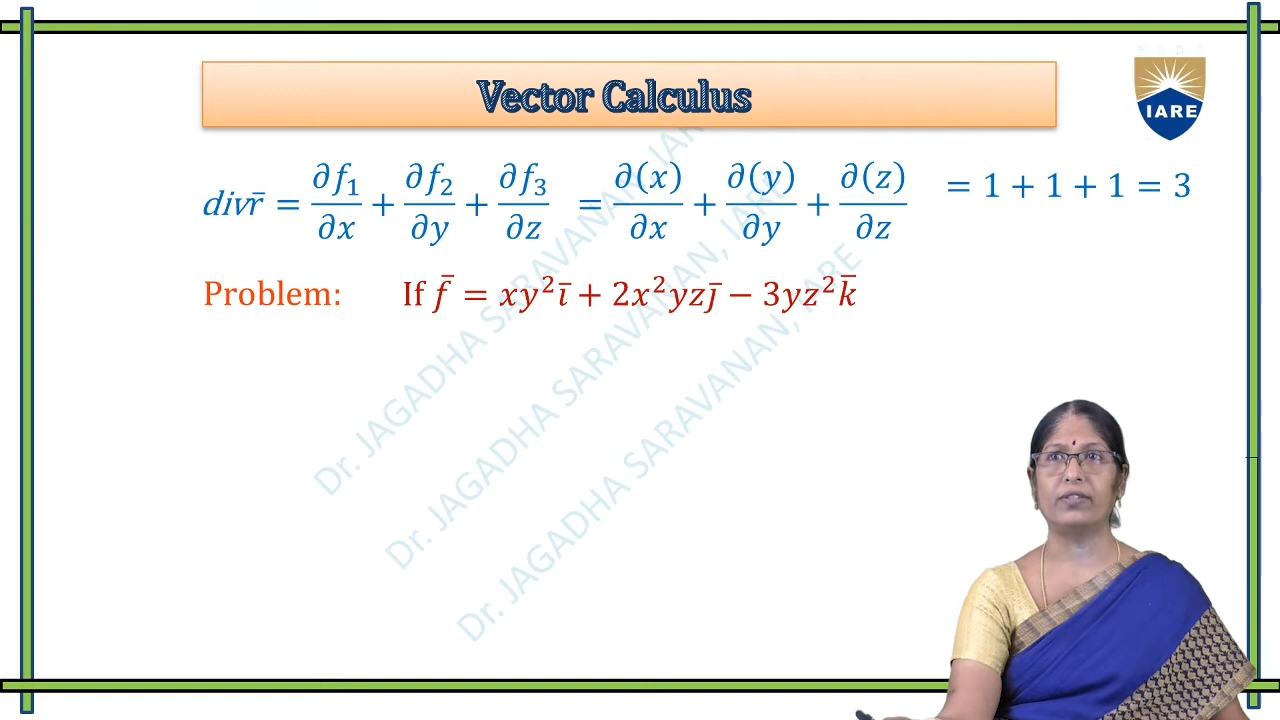 Vector Calculus
IARE
div r̄ = ∂f₁/∂x + ∂f₂/∂y + ∂f₃/∂z = ∂(x)/∂x + ∂(y)/∂y + ∂(z)/∂z = 1 + 1 + 1 = 3
Problem: If f̄ = xy²ī + 2x²yzj̄ − 3yz²k̄
Dr. JAGADHA SARAVANAN, IARE
Dr. JAGADHA SARAVANAN, IARE
Dr. JAGADHA SARAVANAN, IARE